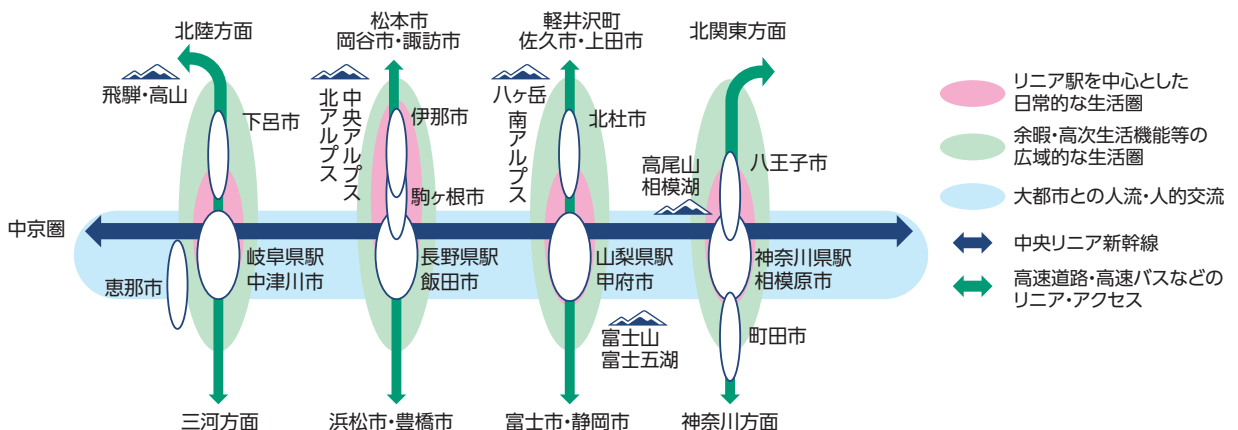 北陸方面
松本市
岡谷市・諏訪市
軽井沢町
佐久市・上田市
北関東方面
飛騨・高山
下呂市
中央アルプス
北アルプス
伊那市
駒ヶ根市
八ヶ岳
南アルプス
北杜市
高尾山
相模湖
八王子市
中京圏
恵那市
岐阜県駅
中津川市
長野県駅
飯田市
山梨県駅
甲府市
神奈川県駅
相模原市
富士山
富士五湖
町田市
三河方面
浜松市・豊橋市
富士市・静岡市
神奈川方面
リニア駅を中心とした
日常的な生活圏
余暇・高次生活機能等の
広域的な生活圏
大都市との人流・人的交流
中央リニア新幹線
高速道路・高速バスなどの
リニア・アクセス